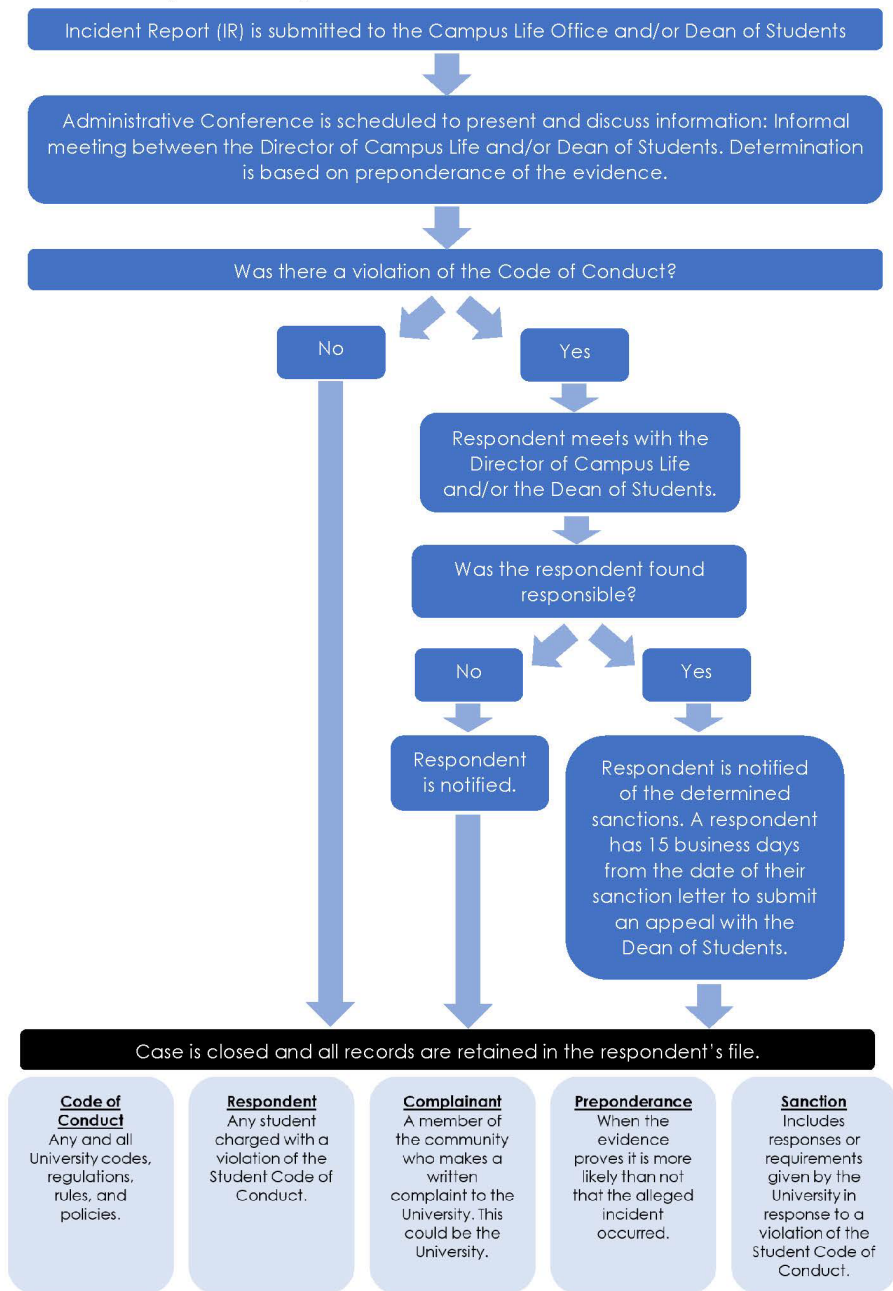 Incident Report (IR) is submitted to the Campus Life Office and/or Dean of Students
Administrative Conference is scheduled to present and discuss information: Informal
meeting between the Director of Campus Life and/or Dean of Students. Determination
is based on preponderance of the evidence.
Was there a violation of the Code of Conduct?
No
Yes
Respondent meets with the
Director of Campus Life
and/or the Dean of Students.
Was the respondent found
responsible?
No
Yes
Respondent
is notified.
Respondent is notified
of the determined
sanctions. A respondent
has 15 business days
from the date of their
sanction letter to submit
an appeal with the
Dean of Students.
Case is closed and all records are retained in the respondent's file.
Code of
Conduct
Any and all
University codes,
regulations,
rules, and
policies.
Respondent
Any student
charged with a
violation of the
Student Code of
Conduct.
Complainant
A member of
the community
who makes a
written
complaint to the
University. This
could be the
University.
Preponderance
When the
evidence
proves it is more
likely than not
that the alleged
incident
occurred.
Sanction
Includes
responses or
requirements
given by the
University in
response to a
violation of the
Student Code of
Conduct.